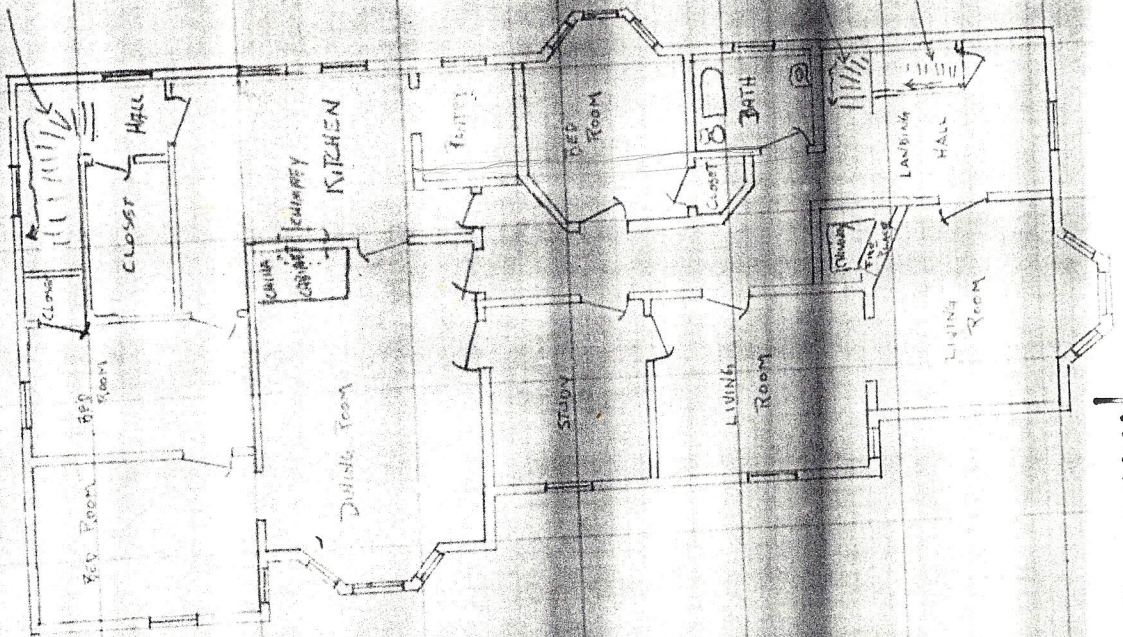 HALL
CLOSET
CLOSET
BED
ROOM
BED ROOM
KITCHEN
CHIMNEY
CHINA
CABINET
DINING ROOM
BED
ROOM
STUDY
BATH
CLOSET
LIVING
ROOM
LANDING
HALL
LIVING
ROOM